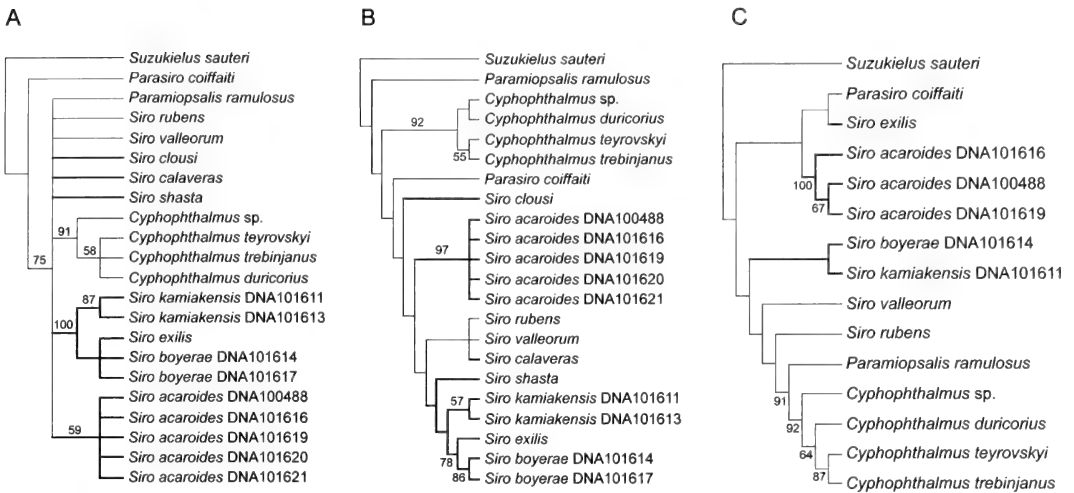 A
Suzukielus sauteri
Parasiro coiffaiti
Paramiopsalis ramulosus
Siro rubens
Siro valleorum
Siro clousi
Siro calaveras
Siro shasta
Cyphophthalmus sp.
91
Cyphophthalmus teyrovskyi
58
Cyphophthalmus trebinjanus
75
Cyphophthalmus duricorius
87
Siro kamiakensis DNA101611
Siro kamiakensis DNA101613
100
Siro exilis
Siro boyerae DNA101614
Siro boyerae DNA101617
Siro acaroides DNA100488
Siro acaroides DNA101616
59
Siro acaroides DNA101619
Siro acaroides DNA101620
Siro acaroides DNA101621
B
Suzukielus sauteri
Paramiopsalis ramulosus
Cyphophthalmus sp.
92
Cyphophthalmus duricorius
Cyphophthalmus teyrovskyi
55
Cyphophthalmus trebinjanus
Parasiro coiffaiti
Siro clousi
Siro acaroides DNA100488
Siro acaroides DNA101616
97
Siro acaroides DNA101619
Siro acaroides DNA101620
Siro acaroides DNA101621
Siro rubens
Siro valleorum
Siro calaveras
Siro shasta
57
Siro kamiakensis DNA101611
Siro kamiakensis DNA101613
Siro exilis
78
Siro boyerae DNA101614
86
Siro boyerae DNA101617
C
Suzukielus sauteri
Parasiro coiffaiti
Siro exilis
Siro acaroides DNA101616
100
Siro acaroides DNA100488
67
Siro acaroides DNA101619
Siro boyerae DNA101614
Siro kamiakensis DNA101611
Siro valleorum
Siro rubens
Paramiopsalis ramulosus
91
Cyphophthalmus sp.
92
Cyphophthalmus duricorius
64
Cyphophthalmus teyrovskyi
87
Cyphophthalmus trebinjanus